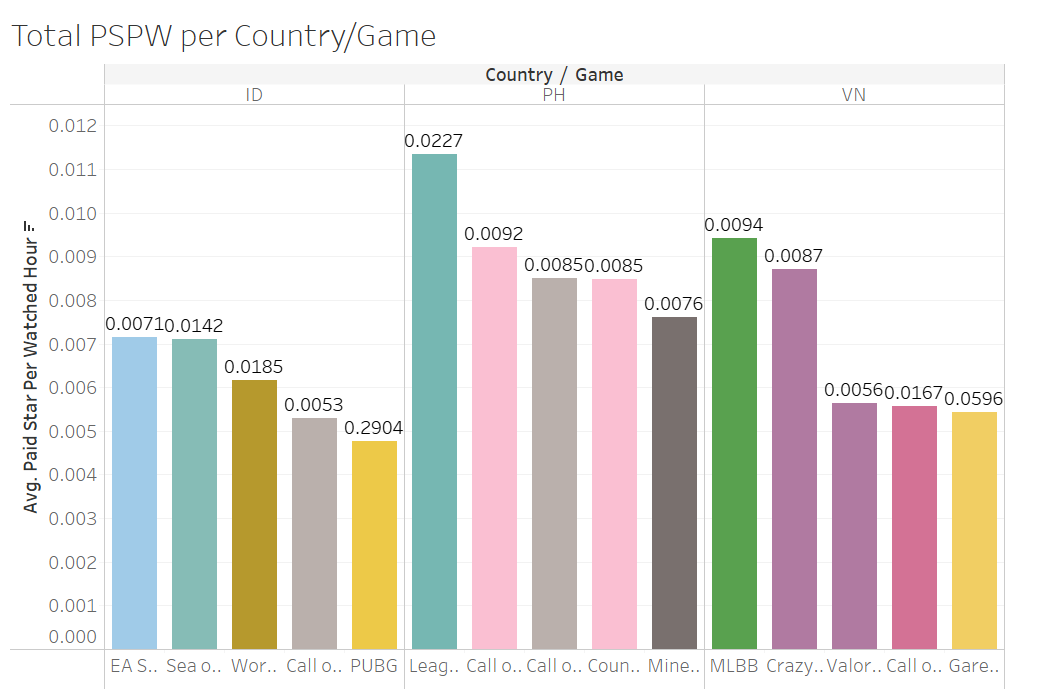 Total PSPW per Country/Game
Country / Game
ID PH VN
Avg. Paid Star Per Watched Hour
0.012
0.011
0.010
0.009
0.008
0.007
0.006
0.005
0.004
0.003
0.002
0.001
0.000
0.0071 0.0142 0.0185 0.0053 0.2904 0.0227 0.0092 0.0085 0.0085 0.0076 0.0094 0.0087 0.0056 0.0167 0.0596
EA S.. Sea o.. Wor.. Call o.. PUBG Leag.. Call o.. Call o.. Coun.. Mine.. MLBB Crazy.. Valor.. Call o.. Gare..